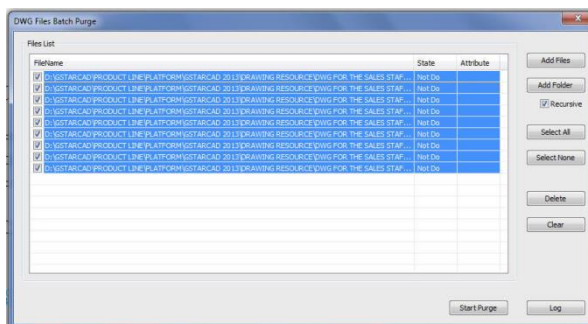 DWG Files Batch Purge
Files List
FileName State Attribute
D:\GSTARCAD\PRODUCT LINE\PLATFORM\GSTARCAD 2013\DRAWING RESOURCE\DWG FOR THE SALES STAF... Not Do
D:\GSTARCAD\PRODUCT LINE\PLATFORM\GSTARCAD 2013\DRAWING RESOURCE\DWG FOR THE SALES STAF... Not Do
D:\GSTARCAD\PRODUCT LINE\PLATFORM\GSTARCAD 2013\DRAWING RESOURCE\DWG FOR THE SALES STAF... Not Do
D:\GSTARCAD\PRODUCT LINE\PLATFORM\GSTARCAD 2013\DRAWING RESOURCE\DWG FOR THE SALES STAF... Not Do
D:\GSTARCAD\PRODUCT LINE\PLATFORM\GSTARCAD 2013\DRAWING RESOURCE\DWG FOR THE SALES STAF... Not Do
D:\GSTARCAD\PRODUCT LINE\PLATFORM\GSTARCAD 2013\DRAWING RESOURCE\DWG FOR THE SALES STAF... Not Do
D:\GSTARCAD\PRODUCT LINE\PLATFORM\GSTARCAD 2013\DRAWING RESOURCE\DWG FOR THE SALES STAF... Not Do
D:\GSTARCAD\PRODUCT LINE\PLATFORM\GSTARCAD 2013\DRAWING RESOURCE\DWG FOR THE SALES STAF... Not Do
D:\GSTARCAD\PRODUCT LINE\PLATFORM\GSTARCAD 2013\DRAWING RESOURCE\DWG FOR THE SALES STAF... Not Do
Add Files
Add Folder
Recursive
Select All
Select None
Delete
Clear
Start Purge
Log